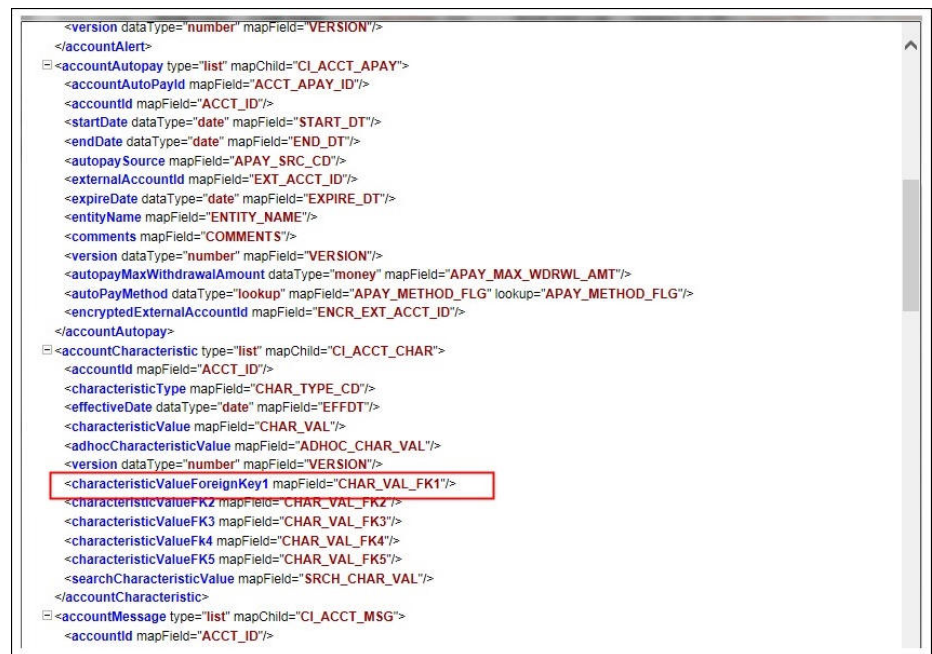 <version dataType="number" mapField="VERSION"/>
</accountAlert>
<accountAutopay type="list" mapChild="CI_ACCT_APAY">
<accountAutoPayId mapField="ACCT_APAY_ID"/>
<accountId mapField="ACCT_ID"/>
<startDate dataType="date" mapField="START_DT"/>
<endDate dataType="date" mapField="END_DT"/>
<autopaySource mapField="APAY_SRC_CD"/>
<externalAccountId mapField="EXT_ACCT_ID"/>
<expireDate dataType="date" mapField="EXPIRE_DT"/>
<entityName mapField="ENTITY_NAME"/>
<comments mapField="COMMENTS"/>
<version dataType="number" mapField="VERSION"/>
<autopayMaxWithdrawalAmount dataType="money" mapField="APAY_MAX_WDRWL_AMT"/>
<autoPayMethod dataType="lookup" mapField="APAY_METHOD_FLG" lookup="APAY_METHOD_FLG"/>
<encryptedExternalAccountId mapField="ENCR_EXT_ACCT_ID"/>
</accountAutopay>
<accountCharacteristic type="list" mapChild="CI_ACCT_CHAR">
<accountId mapField="ACCT_ID"/>
<characteristicType mapField="CHAR_TYPE_CD"/>
<effectiveDate dataType="date" mapField="EFFDT"/>
<characteristicValue mapField="CHAR_VAL"/>
<adhocCharacteristicValue mapField="ADHOC_CHAR_VAL"/>
<version dataType="number" mapField="VERSION"/>
<characteristicValueForeignKey1 mapField="CHAR_VAL_FK1"/>
<characteristicValueFK2 mapField="CHAR_VAL_FK2"/>
<characteristicValueFK3 mapField="CHAR_VAL_FK3"/>
<characteristicValueFk4 mapField="CHAR_VAL_FK4"/>
<characteristicValueFK5 mapField="CHAR_VAL_FK5"/>
<searchCharacteristicValue mapField="SRCH_CHAR_VAL"/>
</accountCharacteristic>
<accountMessage type="list" mapChild="CI_ACCT_MSG">
<accountId mapField="ACCT_ID"/>